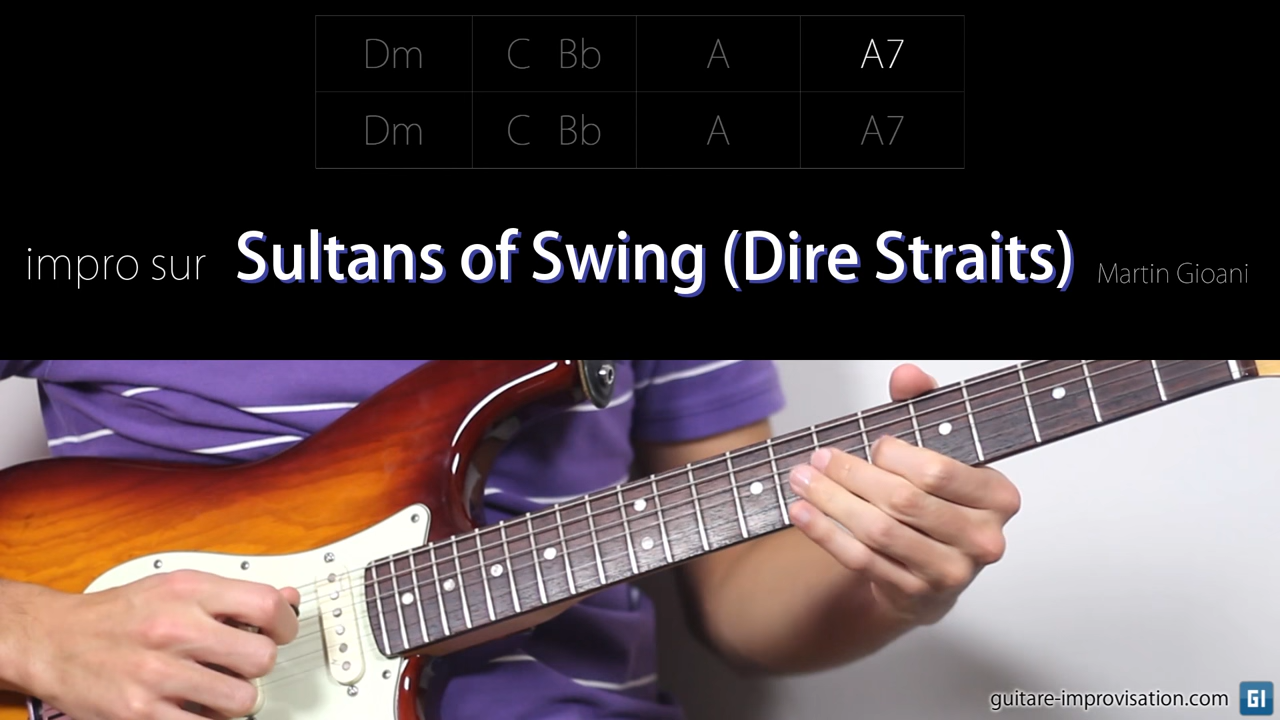 Dm C Bb A A7
Dm C Bb A A7
impro sur Sultans of Swing (Dire Straits) Martin Gioani
guitare-improvisation.com GI